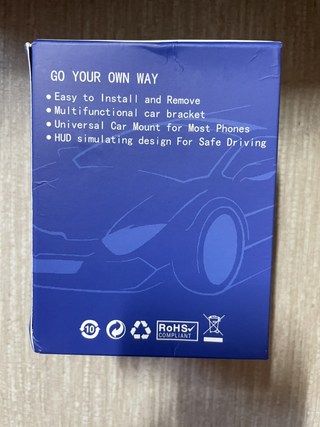 GO YOUR OWN WAY
• Easy to Install and Remove
• Multifunctional car bracket
• Universal Car Mount for Most Phones
• HUD simulating design For Safe Driving
10
RoHS✓
COMPLIANT